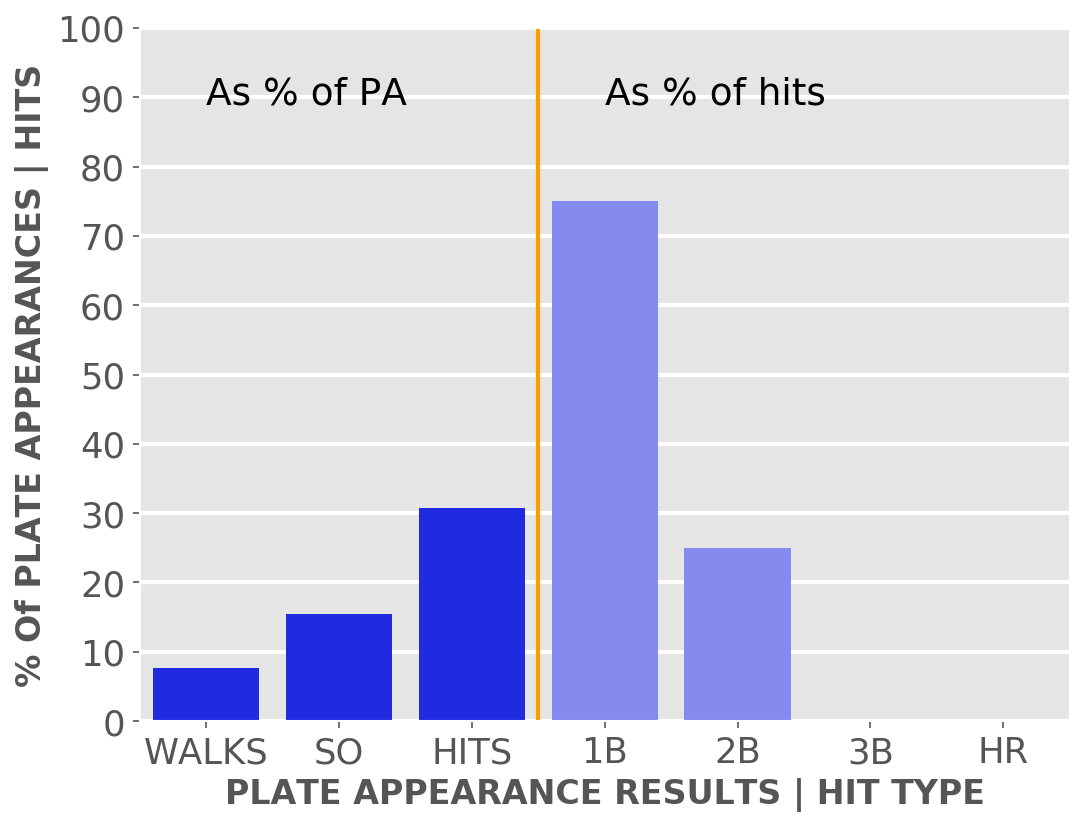 % Of PLATE APPEARANCES | HITS
100
90
80
70
60
50
40
30
20
10
0
As % of PA
As % of hits
WALKS SO HITS 1B 2B 3B HR
PLATE APPEARANCE RESULTS | HIT TYPE